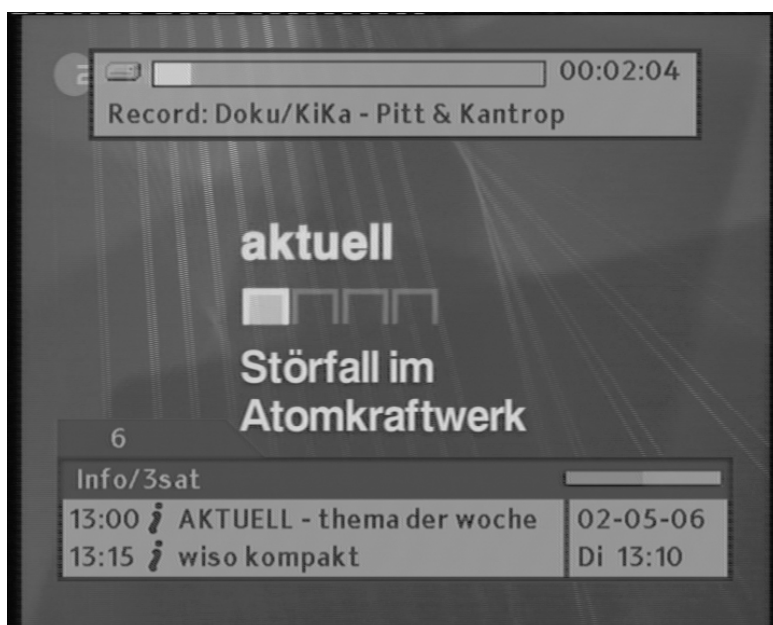 00:02:04
Record: Doku/KiKa - Pitt & Kantrop
aktuell
Störfall im
Atomkraftwerk
6
Info/3sat
13:00 i AKTUELL - thema der woche
02-05-06
13:15 i wiso kompakt
Di 13:10